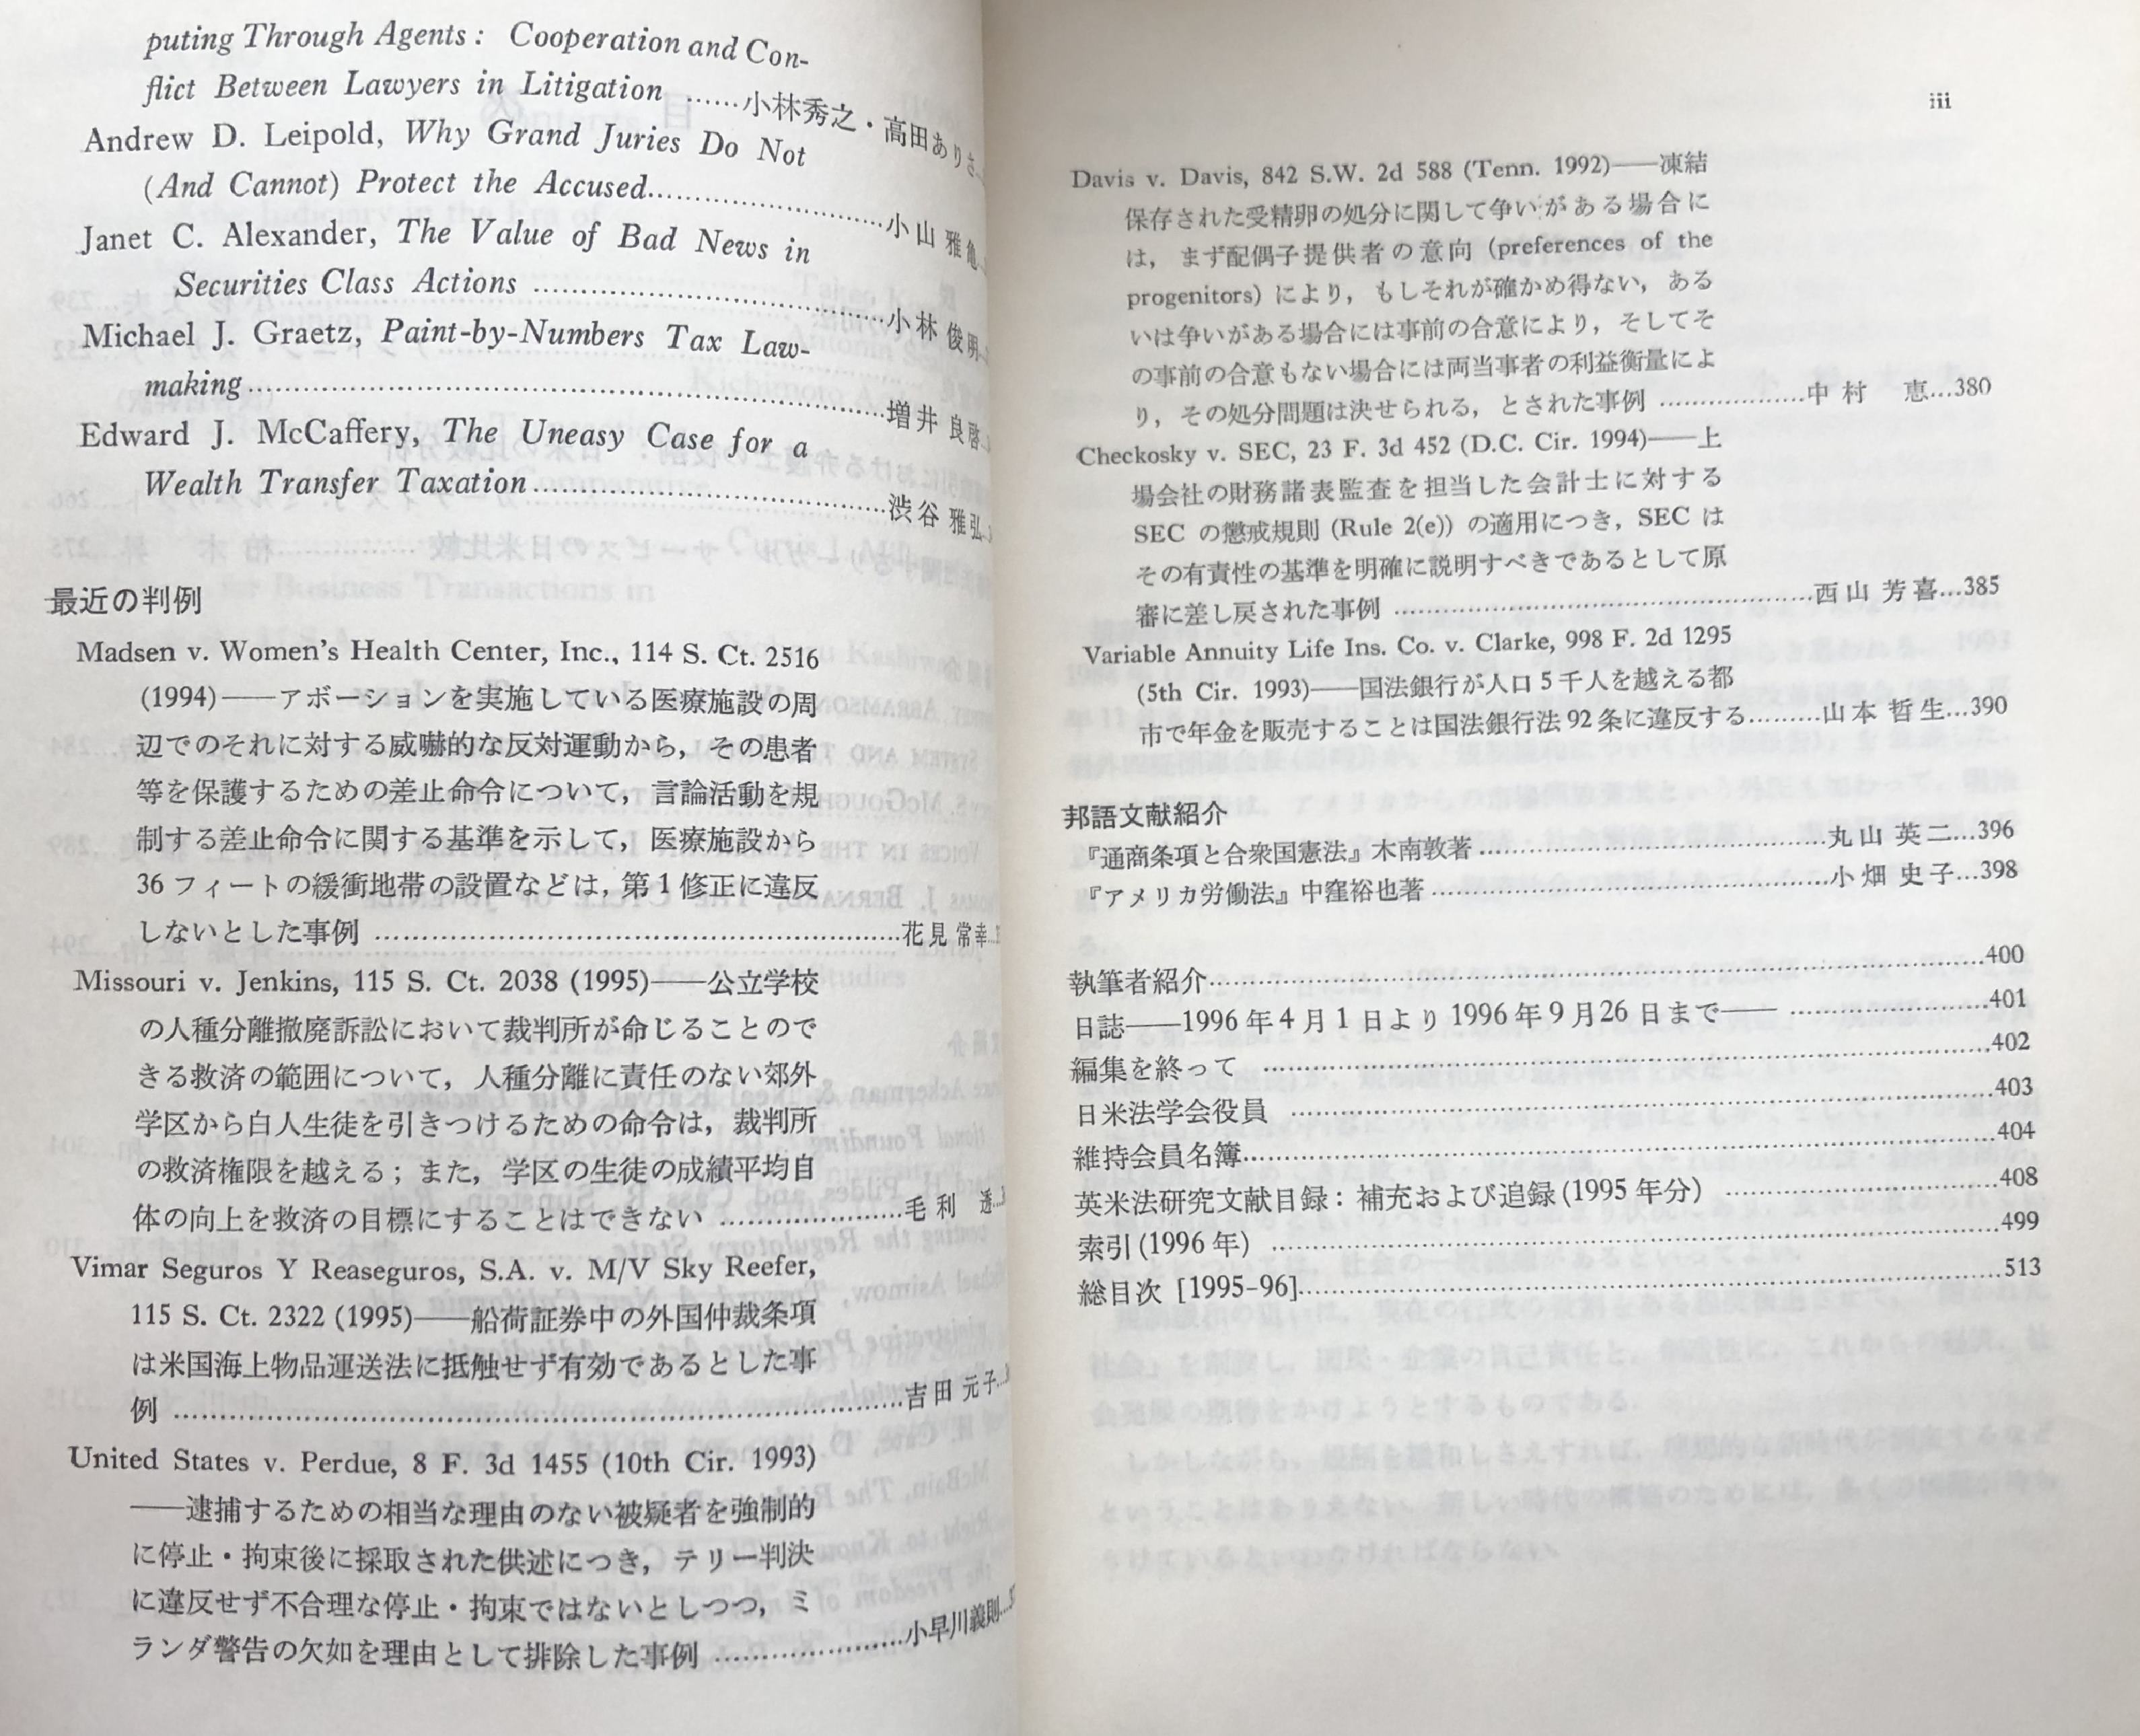 puting Through Agents: Cooperation and Con-
flict Between Lawyers in Litigation ……小林秀之・高田ありさ
Andrew D. Leipold, Why Grand Juries Do Not
(And Cannot) Protect the Accused………小山 雅亀
Janet C. Alexander, The Value of Bad News in
Securities Class Actions ………小林 俊明
Michael J. Graetz, Paint-by-Numbers Tax Law-
making………増井 良啓
Edward J. McCaffery, The Uneasy Case for a
Wealth Transfer Taxation………渋谷 雅弘
最近の判例
Madsen v. Women's Health Center, Inc., 114 S. Ct. 2516
(1994)――アボーションを実施している医療施設の周
辺でのそれに対する威嚇的な反対運動から，その患者
等を保護するための差止命令について，言論活動を規
制する差止命令に関する基準を示して，医療施設から
36フィートの緩衝地帯の設置などは，第1修正に違反
しないとした事例 ………花見 常幸
Missouri v. Jenkins, 115 S. Ct. 2038 (1995)――公立学校
の人種分離撤廃訴訟において裁判所が命じることので
きる救済の範囲について，人種分離に責任のない郊外
学区から白人生徒を引きつけるための命令は，裁判所
の救済権限を越える；また，学区の生徒の成績平均自
体の向上を救済の目標にすることはできない ………毛利 透
Vimar Seguros Y Reaseguros, S.A. v. M/V Sky Reefer,
115 S. Ct. 2322 (1995)――船荷証券中の外国仲裁条項
は米国海上物品運送法に抵触せず有効であるとした事
例 ………吉田 元子
United States v. Perdue, 8 F. 3d 1455 (10th Cir. 1993)
――逮捕するための相当な理由のない被疑者を強制的
に停止・拘束後に採取された供述につき，テリー判決
に違反せず不合理な停止・拘束ではないとしつつ，ミ
ランダ警告の欠如を理由として排除した事例 ………小早川義則
iii
Davis v. Davis, 842 S.W. 2d 588 (Tenn. 1992)――凍結
保存された受精卵の処分に関して争いがある場合に
は，まず配偶子提供者の意向 (preferences of the
progenitors) により，もしそれが確かめ得ない，ある
いは争いがある場合には事前の合意により，そしてそ
の事前の合意もない場合には両当事者の利益衡量によ
り，その処分問題は決せられる，とされた事例 ………中村 恵…380
Checkosky v. SEC, 23 F. 3d 452 (D.C. Cir. 1994)――上
場会社の財務諸表監査を担当した会計士に対する
SEC の懲戒規則 (Rule 2(e)) の適用につき，SEC は
その有責性の基準を明確に説明すべきであるとして原
審に差し戻された事例 ………西山 芳喜…385
Variable Annuity Life Ins. Co. v. Clarke, 998 F. 2d 1295
(5th Cir. 1993)――国法銀行が人口5千人を越える都
市で年金を販売することは国法銀行法92条に違反する………山本 哲生…390
邦語文献紹介
『通商条項と合衆国憲法』木南敦著………丸山 英二…396
『アメリカ労働法』中窪裕也著………小畑 史子…398
執筆者紹介………400
日誌――1996年4月1日より1996年9月26日まで―― ………401
編集を終って ………402
日米法学会役員 ………403
維持会員名簿………404
英米法研究文献目録：補充および追録(1995年分) ………408
索引(1996年) ………499
総目次 [1995-96]………513